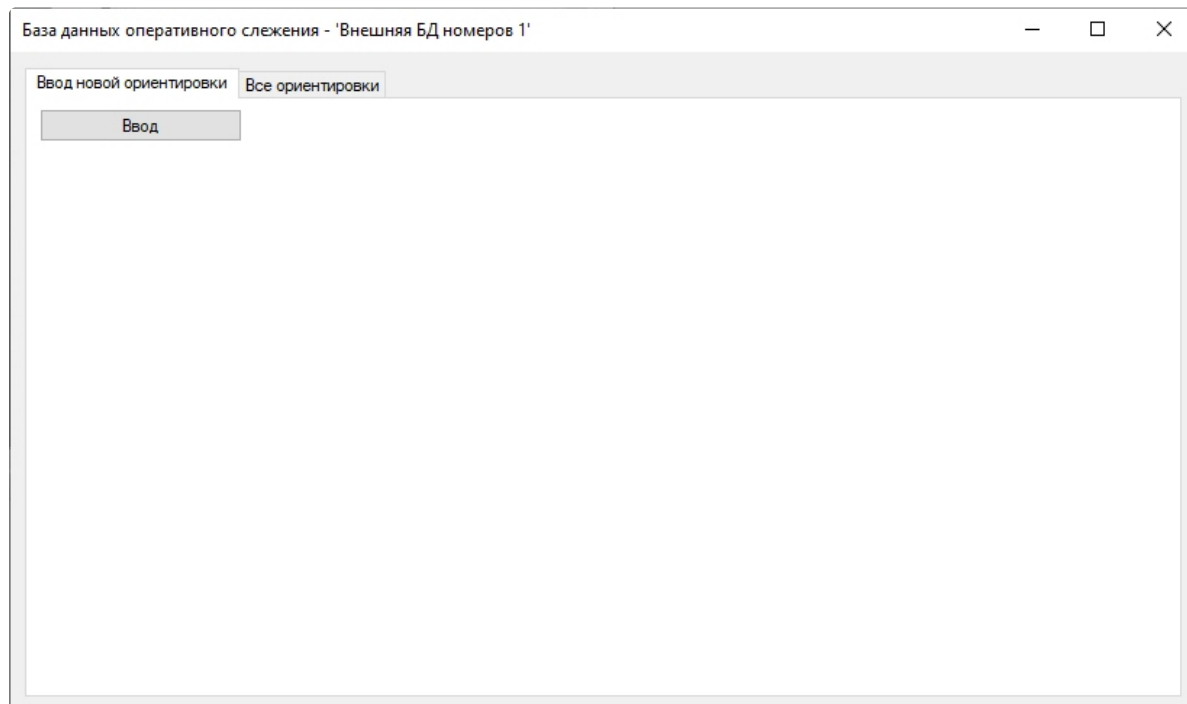 База данных оперативного слежения - 'Внешняя БД номеров 1'
Ввод новой ориентировки
Все ориентировки
Ввод